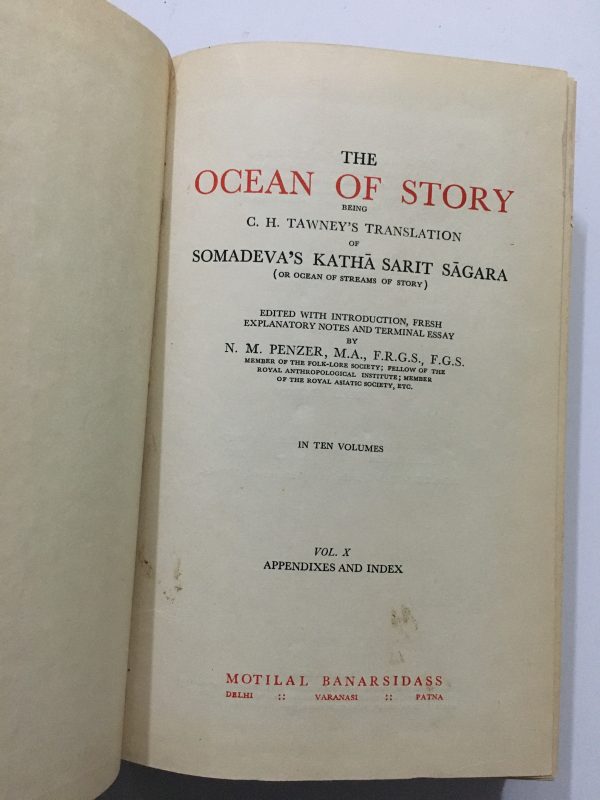 THE
OCEAN OF STORY
BEING
C. H. TAWNEY'S TRANSLATION
OF
SOMADEVA'S KATHĀ SARIT SĀGARA
(OR OCEAN OF STREAMS OF STORY)
EDITED WITH INTRODUCTION, FRESH
EXPLANATORY NOTES AND TERMINAL ESSAY
BY
N. M. PENZER, M.A., F.R.G.S., F.G.S.
MEMBER OF THE FOLK-LORE SOCIETY; FELLOW OF THE
ROYAL ANTHROPOLOGICAL INSTITUTE; MEMBER
OF THE ROYAL ASIATIC SOCIETY, ETC.
IN TEN VOLUMES
VOL. X
APPENDIXES AND INDEX
MOTILAL BANARSIDASS
DELHI :: VARANASI :: PATNA